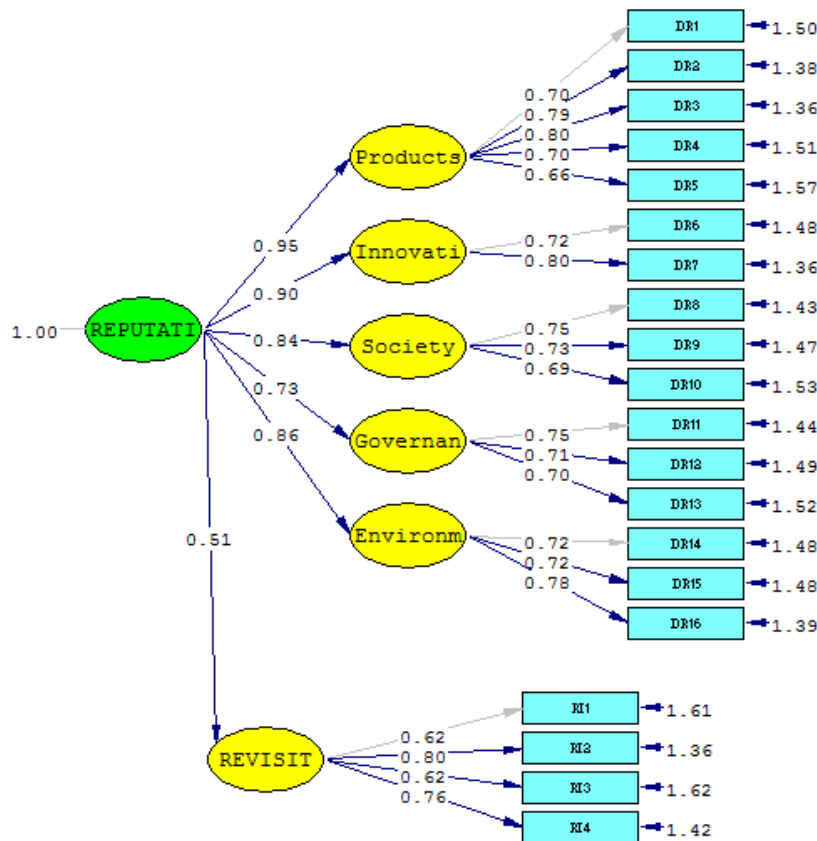 DR1 1.50
DR2 1.38
0.70
DR3 1.36
0.79
0.80
DR4 1.51
0.70
Products
0.66
DR5 1.57
DR6 1.48
0.72
0.95
Innovati
0.80
DR7 1.36
0.90
DR8 1.43
1.00 REPUTATI
0.75
0.84
Society
0.73
DR9 1.47
0.69
DR10 1.53
0.73
DR11 1.44
0.75
0.86
Governan
0.71
DR12 1.49
0.70
DR13 1.52
Environm
0.72
DR14 1.48
0.51
0.72
0.78
DR15 1.48
DR16 1.39
RI1 1.61
0.62
RI2 1.36
REVISIT
0.80
0.62
RI3 1.62
0.76
RI4 1.42